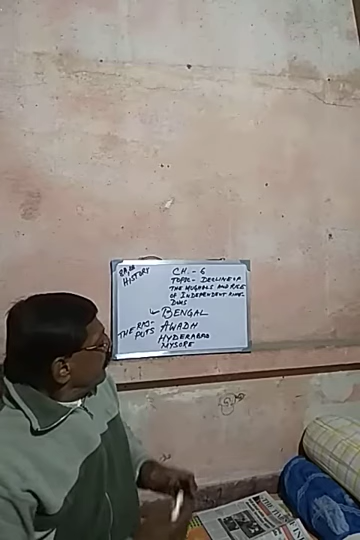 HISTORY
CH.- 6
TOPIC- DECLINE OF
THE MUGHALS AND RISE
OF INDEPENDENT KING-
DOMS
BENGAL
THE RAJ-
PUTS
AWADH
HYDERABAD
MYSORE